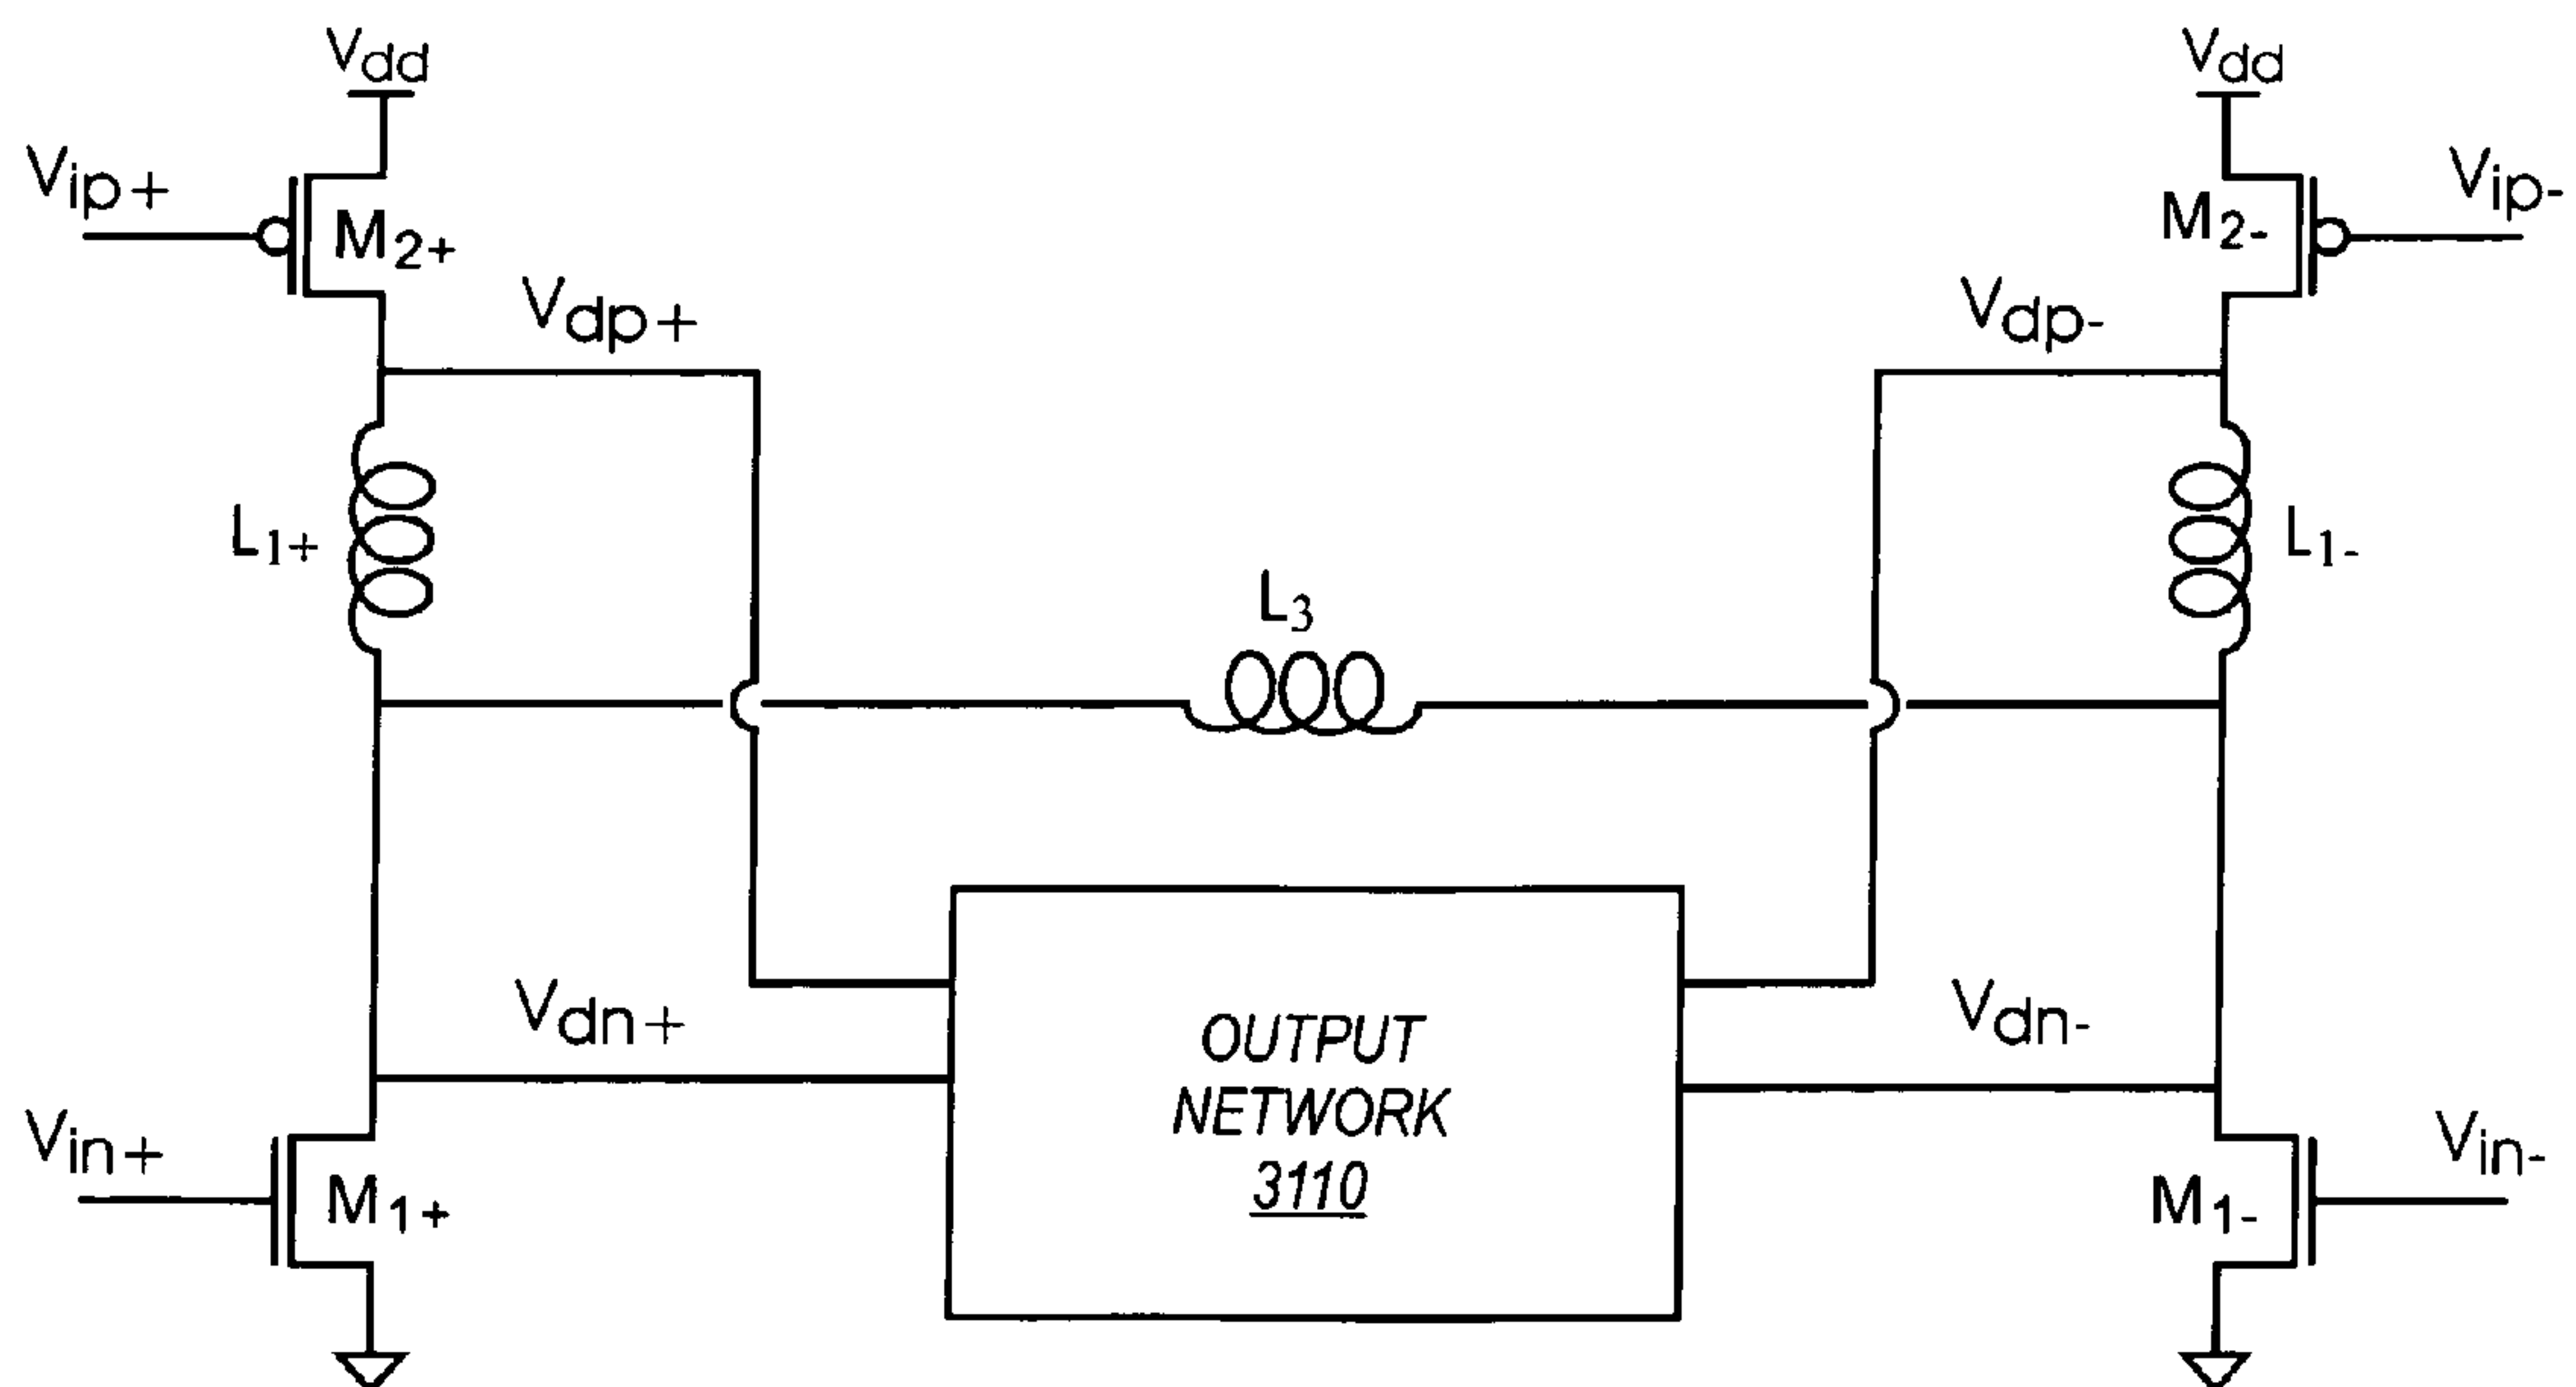 Vdd
Vdd
Vip+
Vip-
M2+
M2-
Vdp+
Vdp-
L1+
L1-
L3
Vdn+
Vdn-
OUTPUT
NETWORK
3110
Vin+
Vin-
M1+
M1-